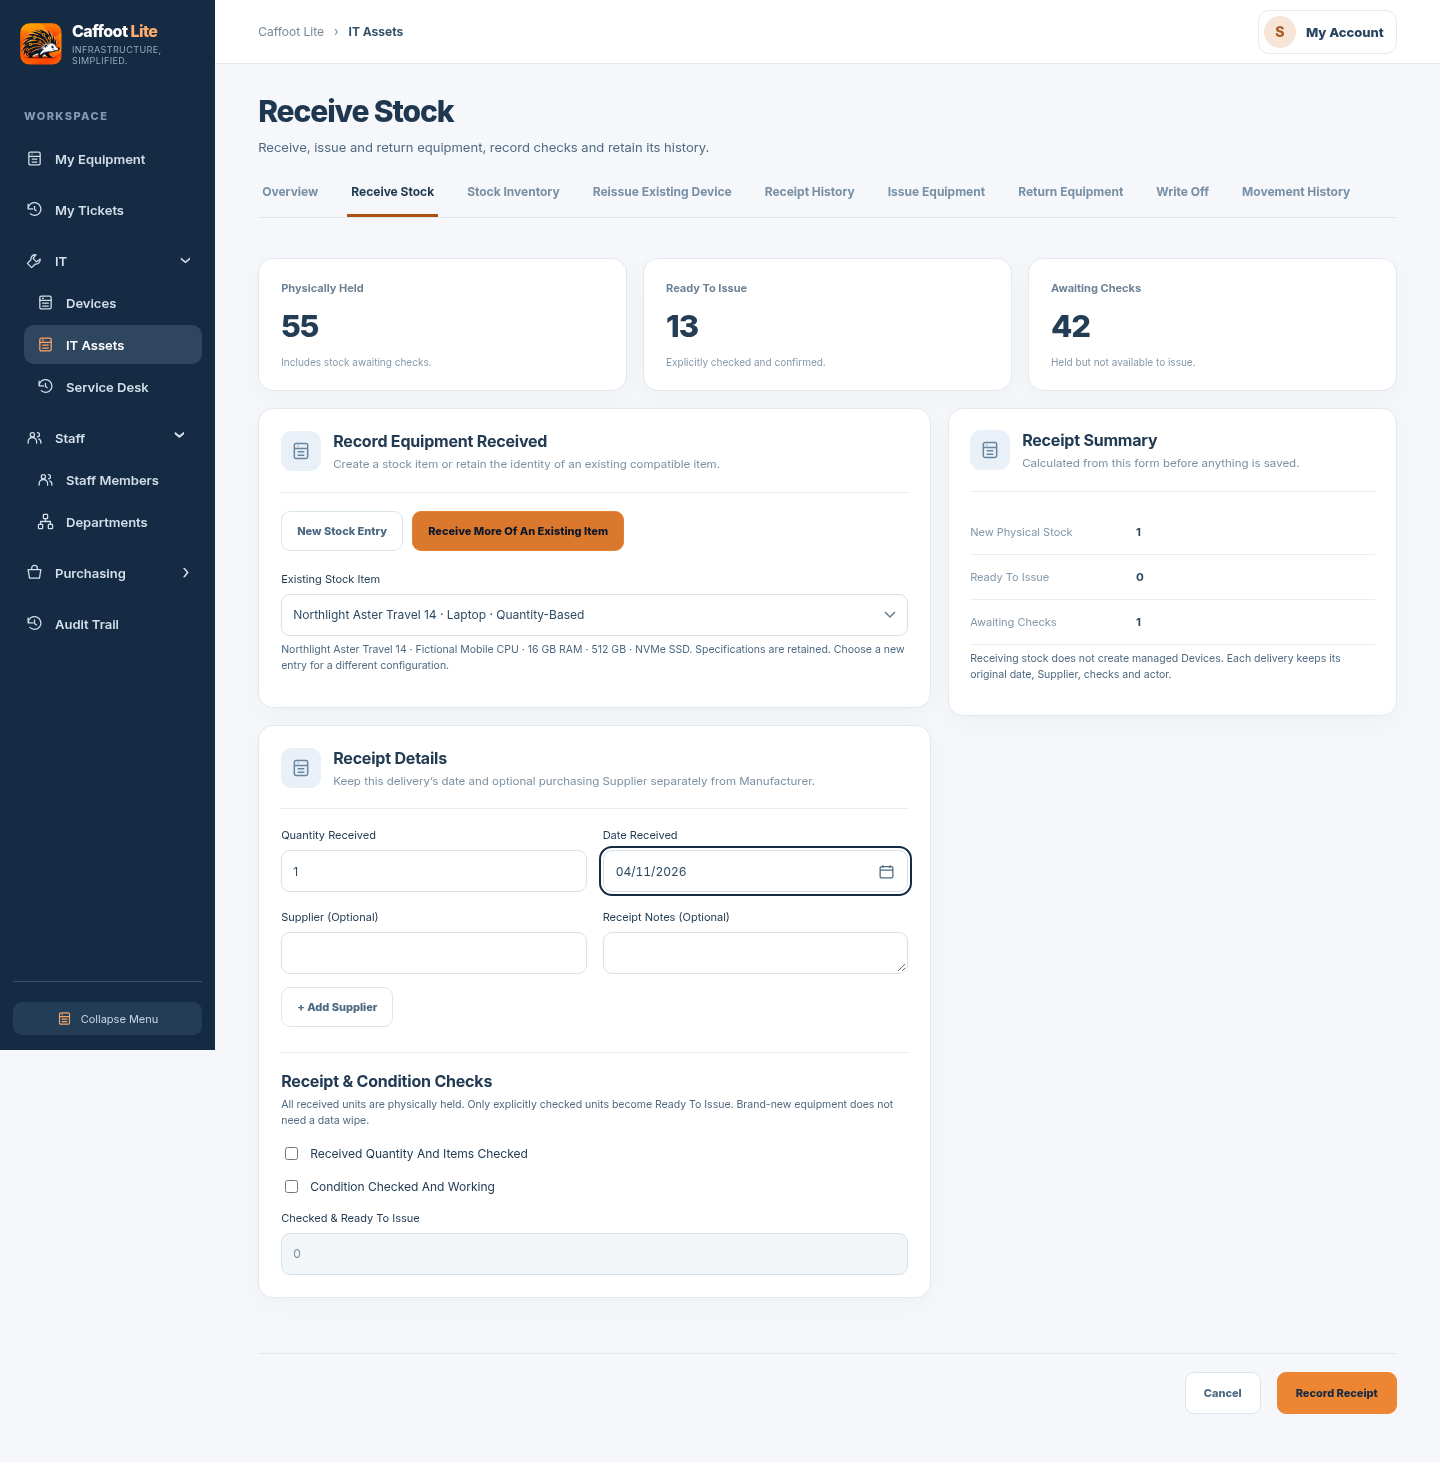 Caffoot Lite
INFRASTRUCTURE,
SIMPLIFIED.
WORKSPACE
My Equipment
My Tickets
IT
Devices
IT Assets
Service Desk
Staff
Staff Members
Departments
Purchasing
Audit Trail
Collapse Menu
Caffoot Lite › IT Assets
S My Account
Receive Stock
Receive, issue and return equipment, record checks and retain its history.
Overview Receive Stock Stock Inventory Reissue Existing Device Receipt History Issue Equipment Return Equipment Write Off Movement History
Physically Held
55
Includes stock awaiting checks.
Ready To Issue
13
Explicitly checked and confirmed.
Awaiting Checks
42
Held but not available to issue.
Record Equipment Received
Create a stock item or retain the identity of an existing compatible item.
New Stock Entry Receive More Of An Existing Item
Existing Stock Item
Northlight Aster Travel 14 · Laptop · Quantity-Based
Northlight Aster Travel 14 · Fictional Mobile CPU · 16 GB RAM · 512 GB · NVMe SSD. Specifications are retained. Choose a new
entry for a different configuration.
Receipt Summary
Calculated from this form before anything is saved.
New Physical Stock 1
Ready To Issue 0
Awaiting Checks 1
Receiving stock does not create managed Devices. Each delivery keeps its
original date, Supplier, checks and actor.
Receipt Details
Keep this delivery’s date and optional purchasing Supplier separately from Manufacturer.
Quantity Received
1
Date Received
04/11/2026
Supplier (Optional)
Receipt Notes (Optional)
+ Add Supplier
Receipt & Condition Checks
All received units are physically held. Only explicitly checked units become Ready To Issue. Brand-new equipment does not
need a data wipe.
Received Quantity And Items Checked
Condition Checked And Working
Checked & Ready To Issue
0
Cancel Record Receipt